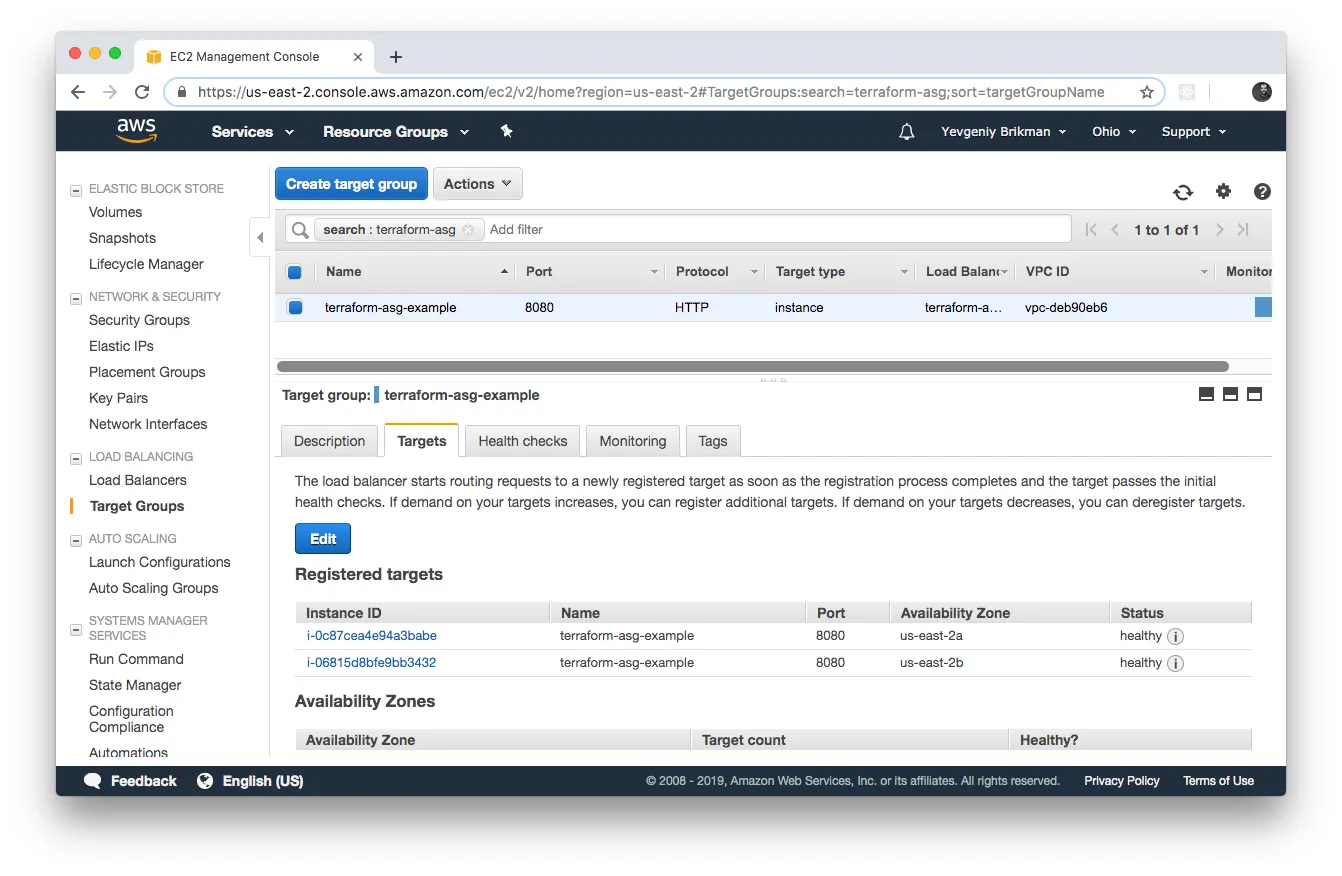 EC2 Management Console
https://us-east-2.console.aws.amazon.com/ec2/v2/home?region=us-east-2#TargetGroups:search=terraform-asg;sort=targetGroupName
aws Services Resource Groups Yevgeniy Brikman Ohio Support
ELASTIC BLOCK STORE
Volumes
Snapshots
Lifecycle Manager
NETWORK & SECURITY
Security Groups
Elastic IPs
Placement Groups
Key Pairs
Network Interfaces
LOAD BALANCING
Load Balancers
Target Groups
AUTO SCALING
Launch Configurations
Auto Scaling Groups
SYSTEMS MANAGER
SERVICES
Run Command
State Manager
Configuration
Compliance
Automations
Create target group Actions
search : terraform-asg Add filter 1 to 1 of 1
Name Port Protocol Target type Load Balanc VPC ID Monitor
terraform-asg-example 8080 HTTP instance terraform-a... vpc-deb90eb6
Target group: terraform-asg-example
Description Targets Health checks Monitoring Tags
The load balancer starts routing requests to a newly registered target as soon as the registration process completes and the target passes the initial
health checks. If demand on your targets increases, you can register additional targets. If demand on your targets decreases, you can deregister targets.
Edit
Registered targets
Instance ID Name Port Availability Zone Status
i-0c87cea4e94a3babe terraform-asg-example 8080 us-east-2a healthy
i-06815d8bfe9bb3432 terraform-asg-example 8080 us-east-2b healthy
Availability Zones
Availability Zone Target count Healthy?
Feedback English (US) © 2008 - 2019, Amazon Web Services, Inc. or its affiliates. All rights reserved. Privacy Policy Terms of Use